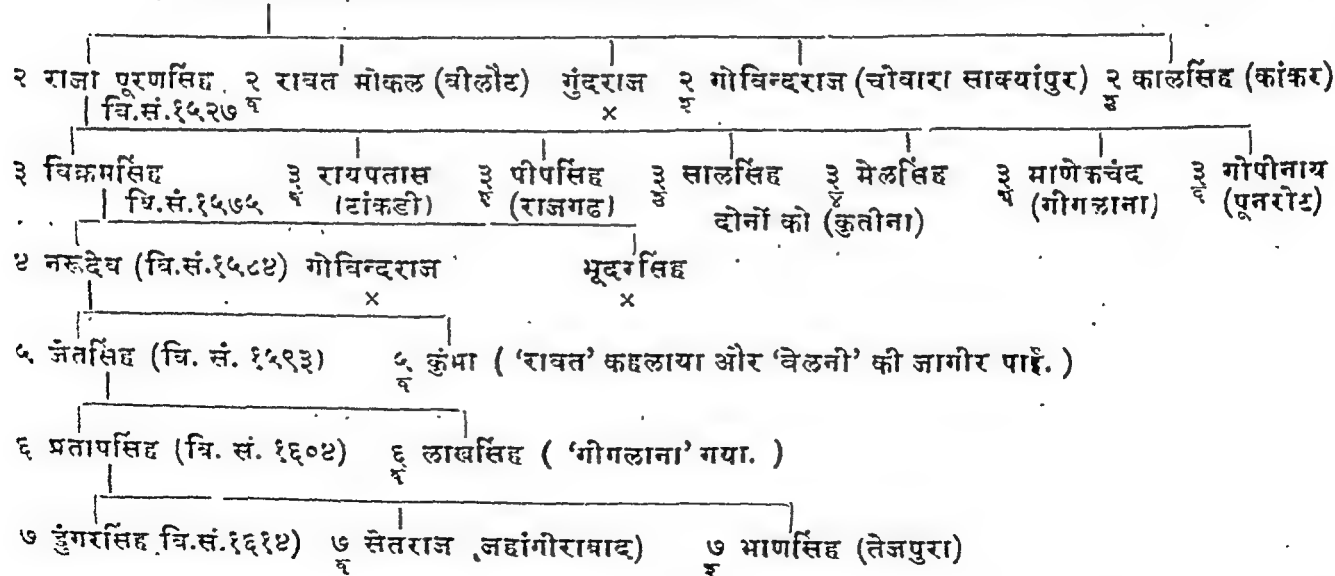 २ राजा पूरणसिंह २ रावत मोकल (वीलौट) गुंदराज २ गोविन्दराज (चोवारा साक्यांपुर) २ कालसिंह (कांकर)
वि.सं.१५२७ ×
३ विक्रमसिंह ३ रायपतास ३ पीपसिंह ३ सालसिंह ३ मेलसिंह ३ माणेकचंद ३ गोपीनाथ
वि.सं.१५७५ (टांकडी) (राजगढ) दोनों को (कुतीना) (गीगलाना) (पूनरोट)
४ नरूदेव (वि.सं.१५८४) गोविन्दराज भूदरसिंह
× ×
५ जेतसिंह (वि. सं. १५९३) ५ कुंभा ( 'रावत' कहलाया और 'वेलनी' की जागीर पाई. )
६ प्रतापसिंह (वि. सं. १६०४) ६ लाखसिंह ( 'गीगलाना' गया. )
७ डुंगरसिंह वि.सं.१६१४) ७ सेतराज जहांगीराबाद) ७ भाणसिंह (तेजपुरा)